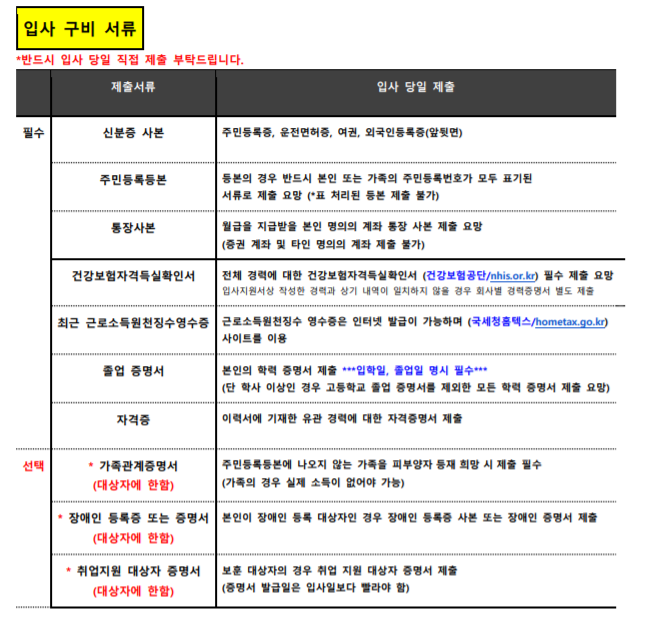 입사 구비 서류
*반드시 입사 당일 직접 제출 부탁드립니다.
제출서류 입사 당일 제출
필수 신분증 사본 주민등록증, 운전면허증, 여권, 외국인등록증(앞뒷면)
주민등록등본 등본의 경우 반드시 본인 또는 가족의 주민등록번호가 모두 표기된
서류로 제출 요망 (*표 처리된 등본 제출 불가)
통장사본 월급을 지급받을 본인 명의의 계좌 통장 사본 제출 요망
(증권 계좌 및 타인 명의의 계좌 제출 불가)
건강보험자격득실확인서 전체 경력에 대한 건강보험자격득실확인서 (건강보험공단/nhis.or.kr) 필수 제출 요망
입사지원서상 작성한 경력과 상기 내역이 일치하지 않을 경우 회사별 경력증명서 별도 제출
최근 근로소득원천징수영수증 근로소득원천징수 영수증은 인터넷 발급이 가능하며 (국세청홈텍스/hometax.go.kr)
사이트를 이용
졸업 증명서 본인의 학력 증명서 제출 ***입학일, 졸업일 명시 필수***
(단 학사 이상인 경우 고등학교 졸업 증명서를 제외한 모든 학력 증명서 제출 요망)
자격증 이력서에 기재한 유관 경력에 대한 자격증명서 제출
선택 * 가족관계증명서 주민등록등본에 나오지 않는 가족을 피부양자 등재 희망 시 제출 필수
(대상자에 한함) (가족의 경우 실제 소득이 없어야 가능)
* 장애인 등록증 또는 증명서 본인이 장애인 등록 대상자인 경우 장애인 등록증 사본 또는 장애인 증명서 제출
(대상자에 한함)
* 취업지원 대상자 증명서 보훈 대상자의 경우 취업 지원 대상자 증명서 제출
(대상자에 한함) (증명서 발급일은 입사일보다 빨라야 함)